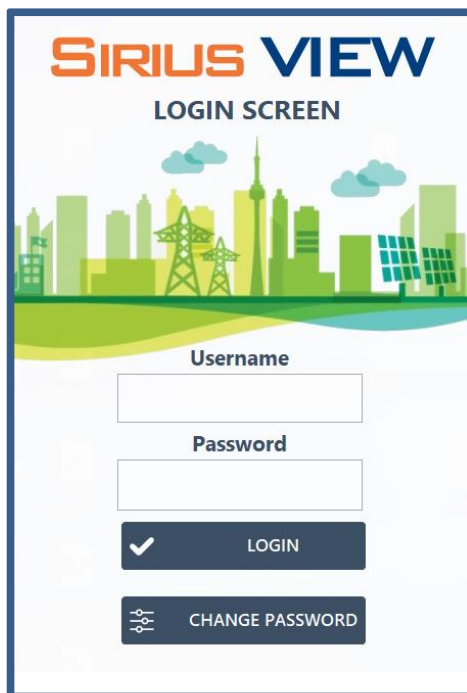 SIRIUS VIEW
LOGIN SCREEN
Username
Password
LOGIN
CHANGE PASSWORD